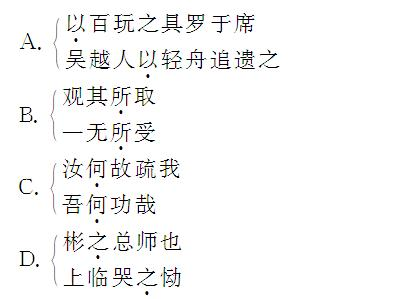 A. 以百玩之具罗于席
吴越人以轻舟追遗之
B. 观其所取
一无所受
C. 汝何故疏我
吾何功哉
D. 彬之总师也
上临哭之恸